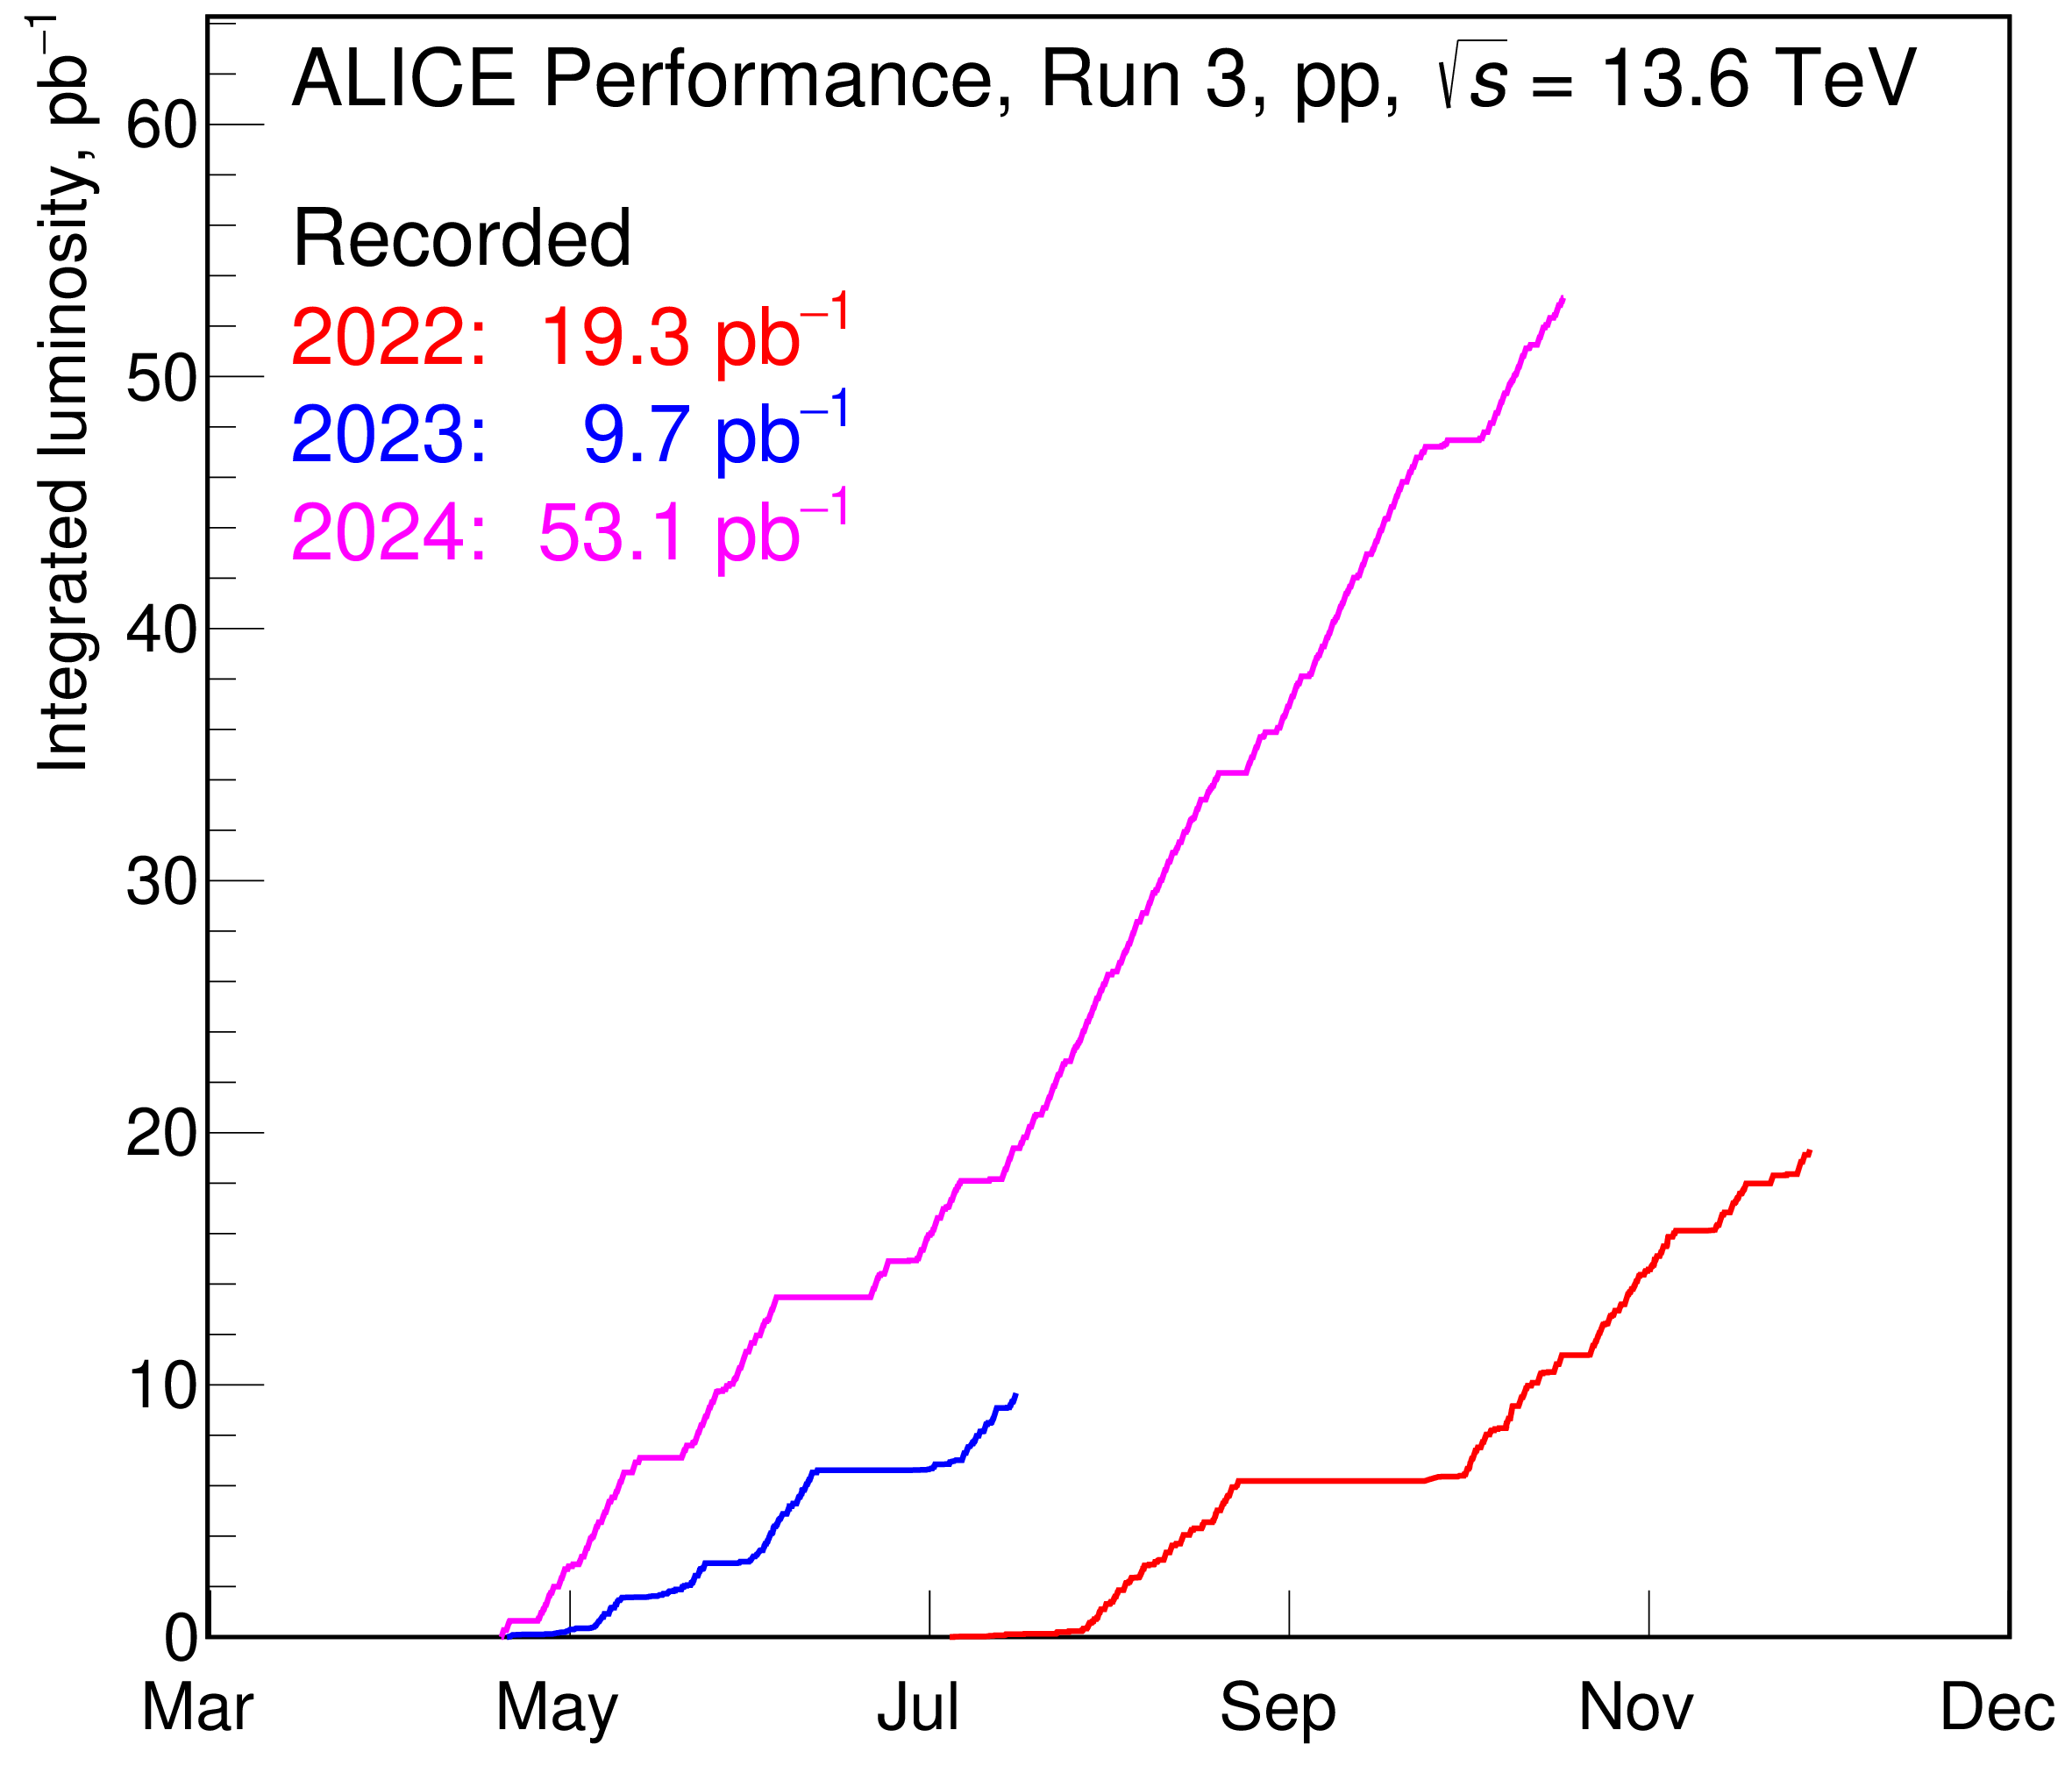 ALICE Performance, Run 3, pp, √s = 13.6 TeV
Integrated luminosity, pb⁻¹
Recorded
2022: 19.3 pb⁻¹
2023: 9.7 pb⁻¹
2024: 53.1 pb⁻¹
60
50
40
30
20
10
0
Mar May Jul Sep Nov Dec